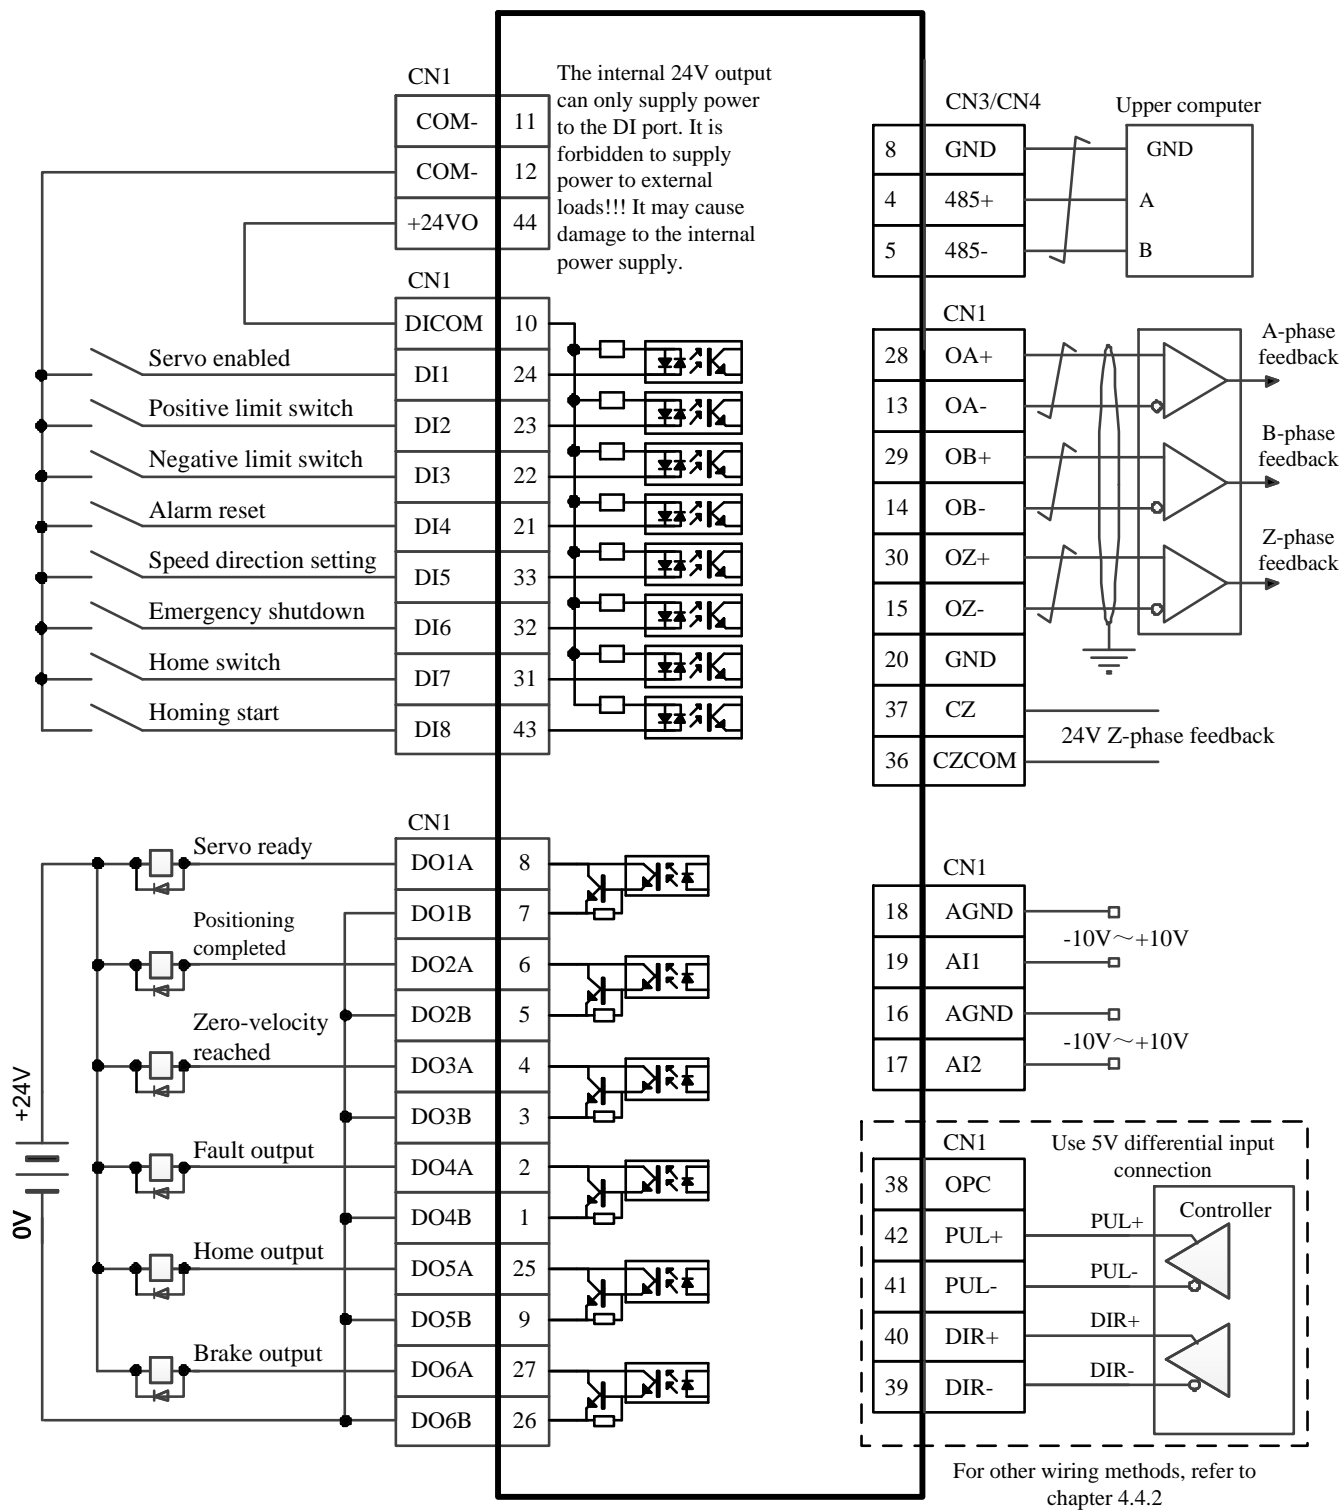 CN1
COM- 11
COM- 12
+24VO 44
The internal 24V output
can only supply power
to the DI port. It is
forbidden to supply
power to external
loads!!! It may cause
damage to the internal
power supply.
CN1
DICOM 10
Servo enabled DI1 24
Positive limit switch DI2 23
Negative limit switch DI3 22
Alarm reset DI4 21
Speed direction setting DI5 33
Emergency shutdown DI6 32
Home switch DI7 31
Homing start DI8 43
CN1
Servo ready DO1A 8
DO1B 7
Positioning
completed
DO2A 6
DO2B 5
Zero-velocity
reached
DO3A 4
DO3B 3
Fault output DO4A 2
DO4B 1
Home output DO5A 25
DO5B 9
Brake output DO6A 27
DO6B 26
+24V
0V
CN3/CN4
Upper computer
8 GND GND
4 485+ A
5 485- B
CN1
28 OA+
13 OA-
29 OB+
14 OB-
30 OZ+
15 OZ-
20 GND
37 CZ
36 CZCOM
A-phase
feedback
B-phase
feedback
Z-phase
feedback
24V Z-phase feedback
CN1
18 AGND
-10V～+10V
19 AI1
16 AGND
-10V～+10V
17 AI2
CN1
Use 5V differential input
connection
38 OPC
Controller
42 PUL+ PUL+
41 PUL- PUL-
40 DIR+ DIR+
39 DIR- DIR-
For other wiring methods, refer to
chapter 4.4.2